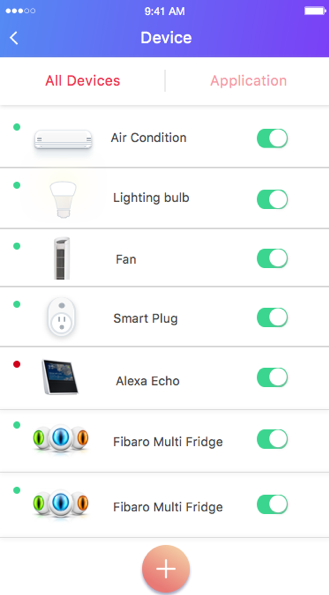 9:41 AM
Device
All Devices
Application
Air Condition
Lighting bulb
Fan
Smart Plug
Alexa Echo
Fibaro Multi Fridge
Fibaro Multi Fridge